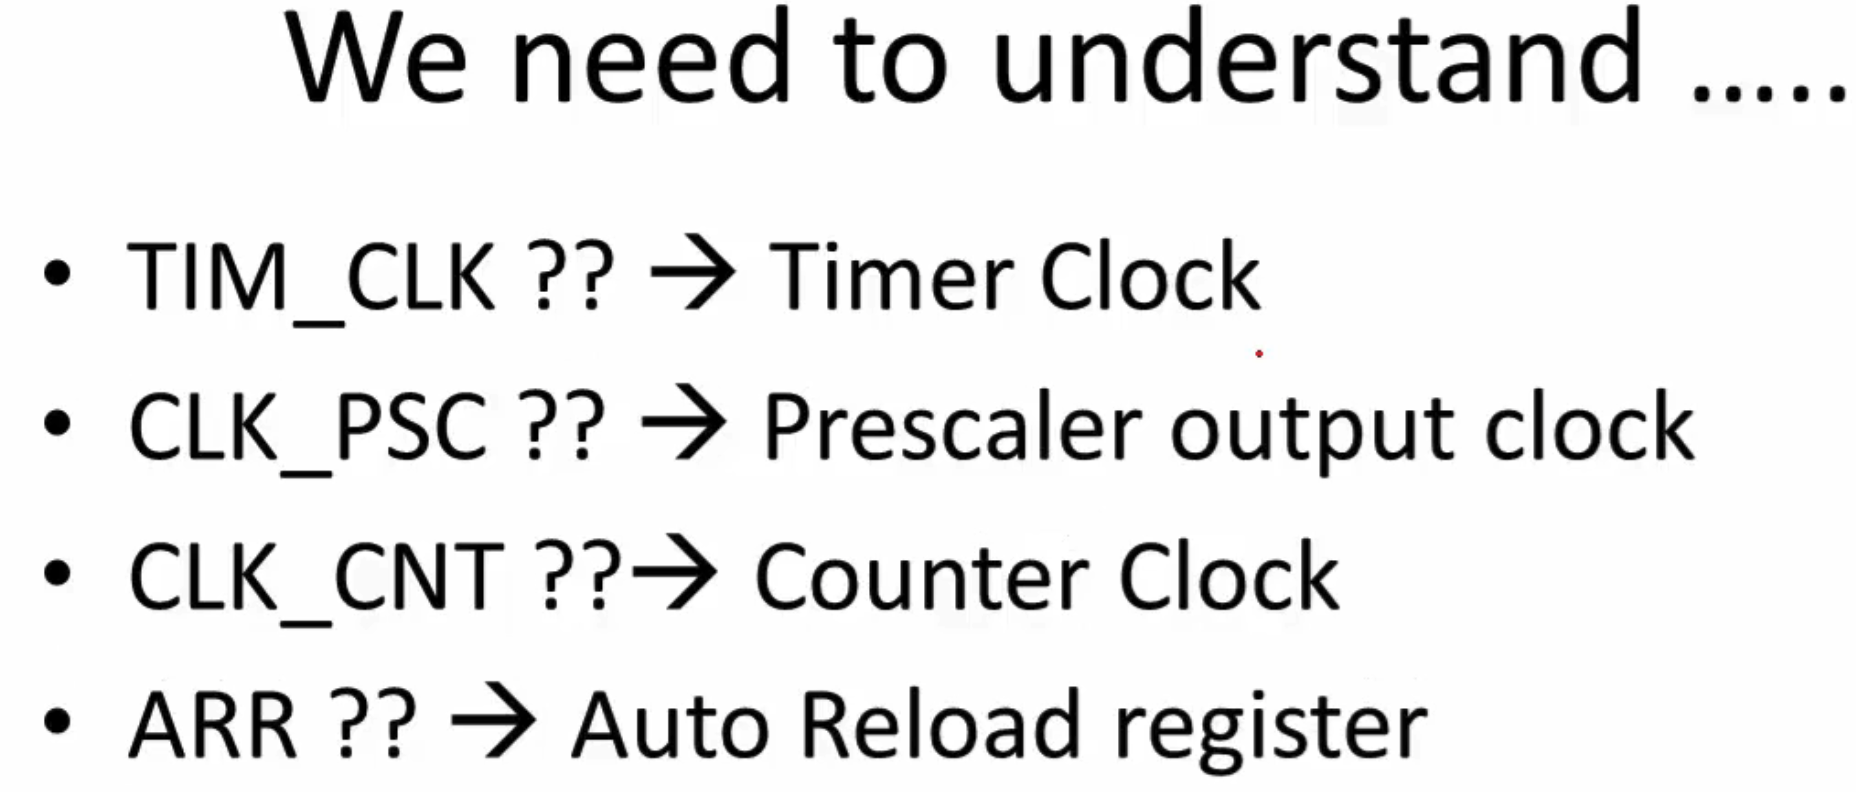 We need to understand .....
• TIM_CLK ?? → Timer Clock
• CLK_PSC ?? → Prescaler output clock
• CLK_CNT ??→ Counter Clock
• ARR ?? → Auto Reload register